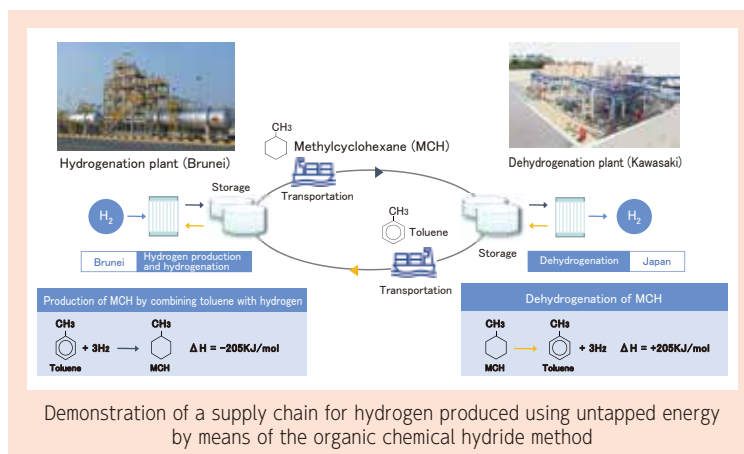 Hydrogenation plant (Brunei)
CH3
Methylcyclohexane (MCH)
Dehydrogenation plant (Kawasaki)
Storage
Transportation
H2
CH3
Toluene
H2
Storage
Brunei
Hydrogen production
and hydrogenation
Transportation
Dehydrogenation
Japan
Production of MCH by combining toluene with hydrogen
CH3
CH3
+ 3H2
ΔH = −205KJ/mol
Toluene
MCH
Dehydrogenation of MCH
CH3
CH3
+ 3H2
ΔH = +205KJ/mol
MCH
Toluene
Demonstration of a supply chain for hydrogen produced using untapped energy
by means of the organic chemical hydride method